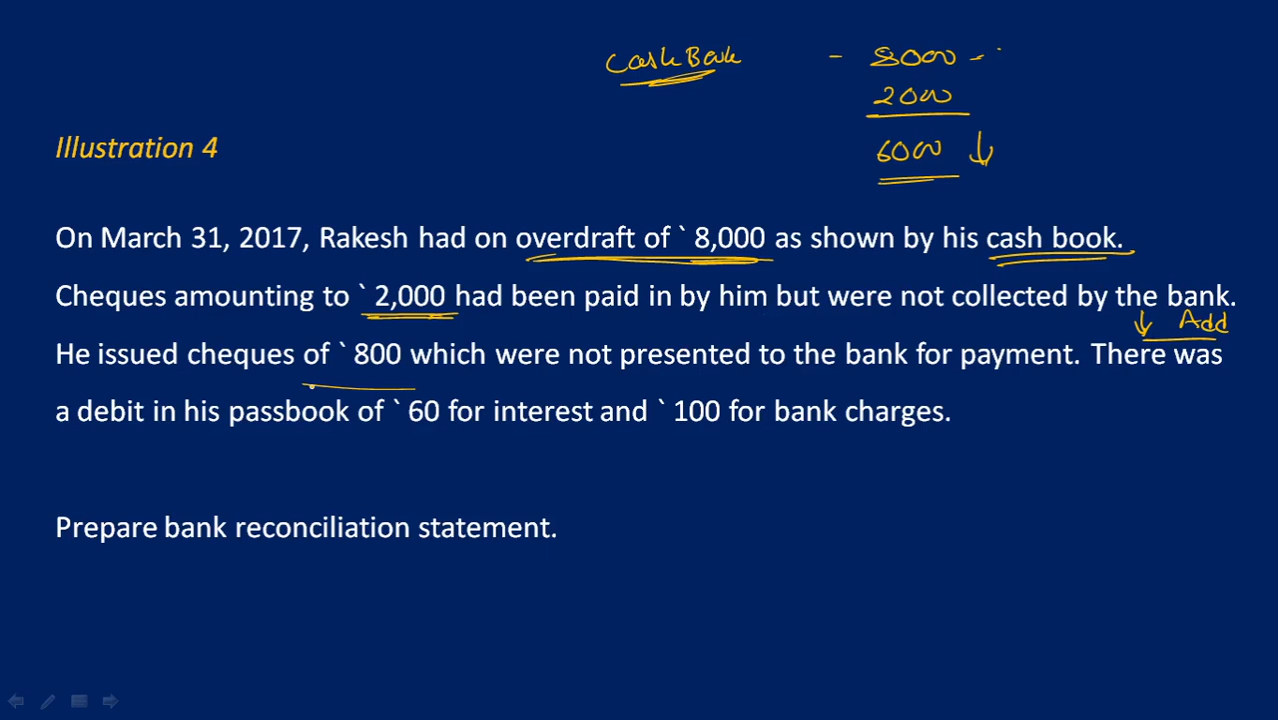 Cash Bank - 8000 -
2000
6000 ↓
Illustration 4
On March 31, 2017, Rakesh had on overdraft of ` 8,000 as shown by his cash book.
Cheques amounting to ` 2,000 had been paid in by him but were not collected by the bank.
↓ Add
He issued cheques of ` 800 which were not presented to the bank for payment. There was
a debit in his passbook of ` 60 for interest and ` 100 for bank charges.
Prepare bank reconciliation statement.